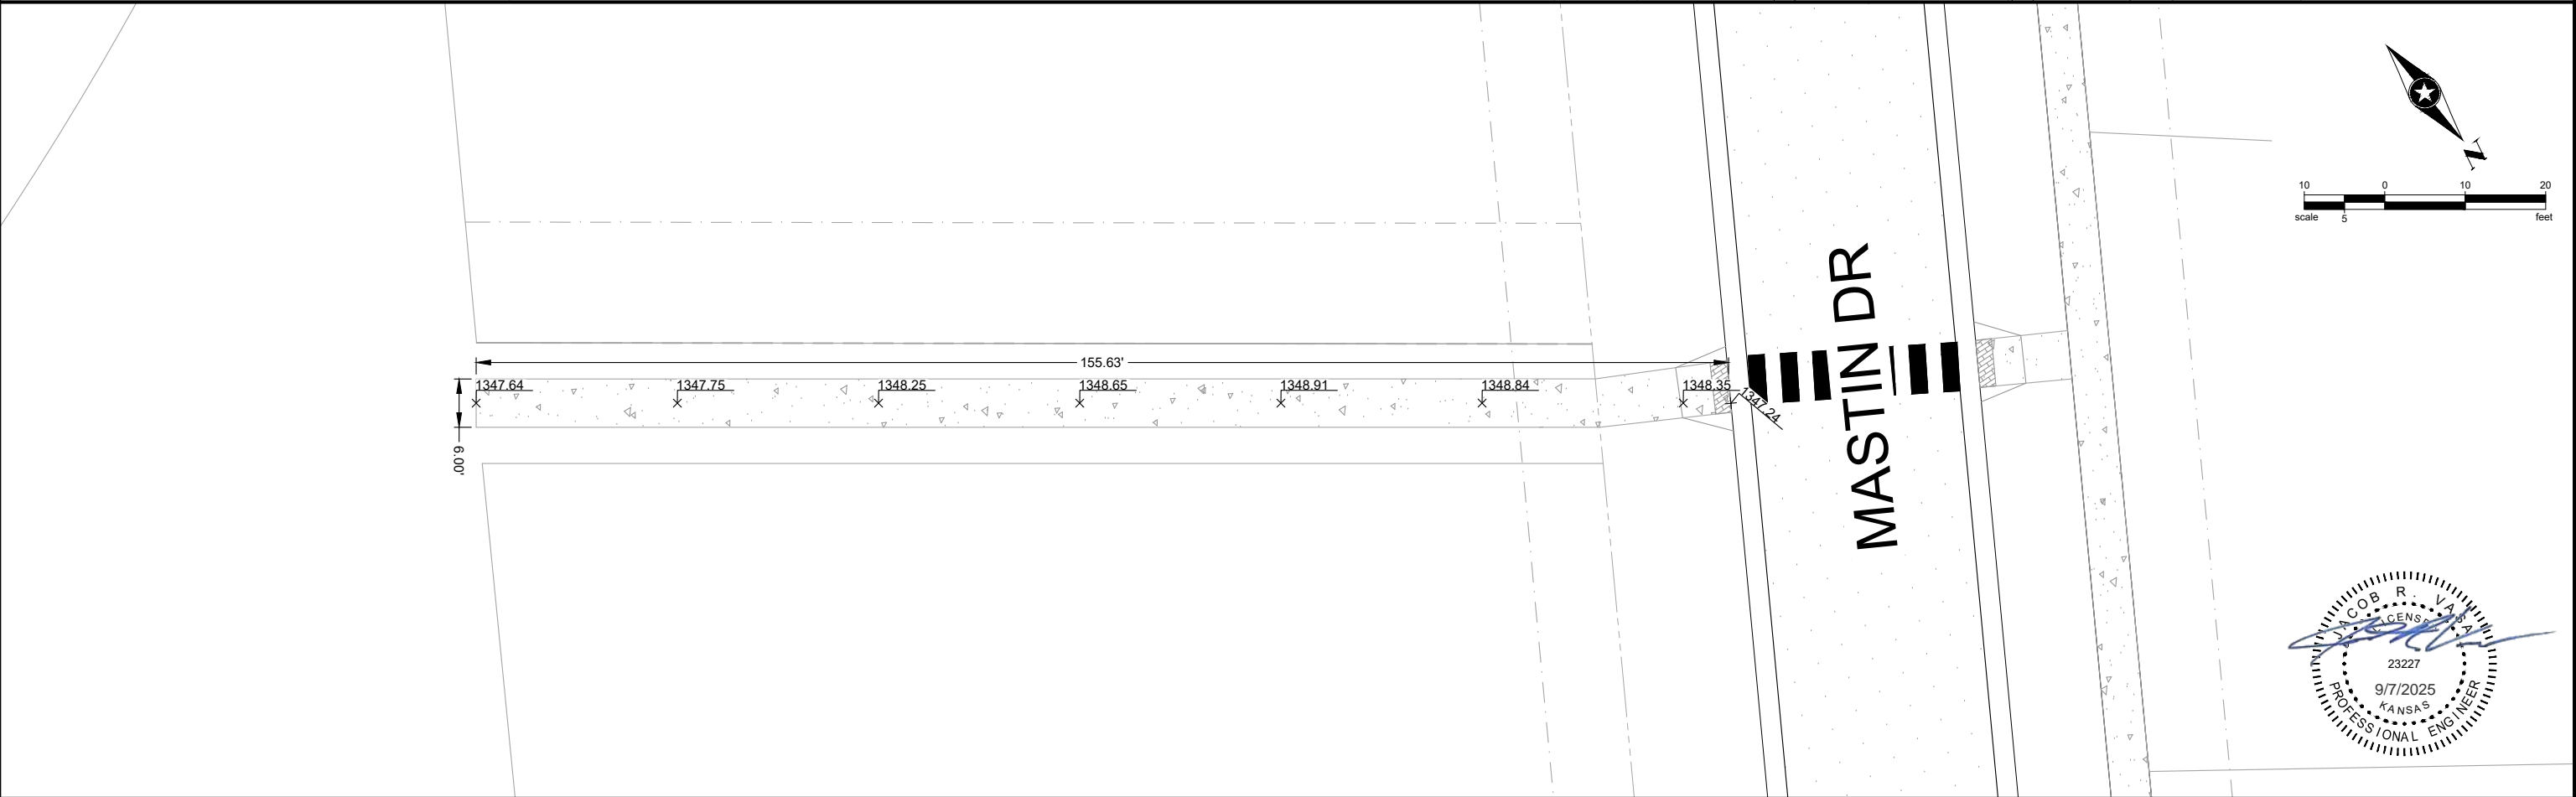 10 0 10 20
scale 5 feet
N
155.63'
1347.64 1347.75 1348.25 1348.65 1348.91 1348.84 1348.35
1347.24
6.00'
MASTIN DR
JACOB R. VASA
LICENSED
23227
9/7/2025
KANSAS
PROFESSIONAL ENGINEER